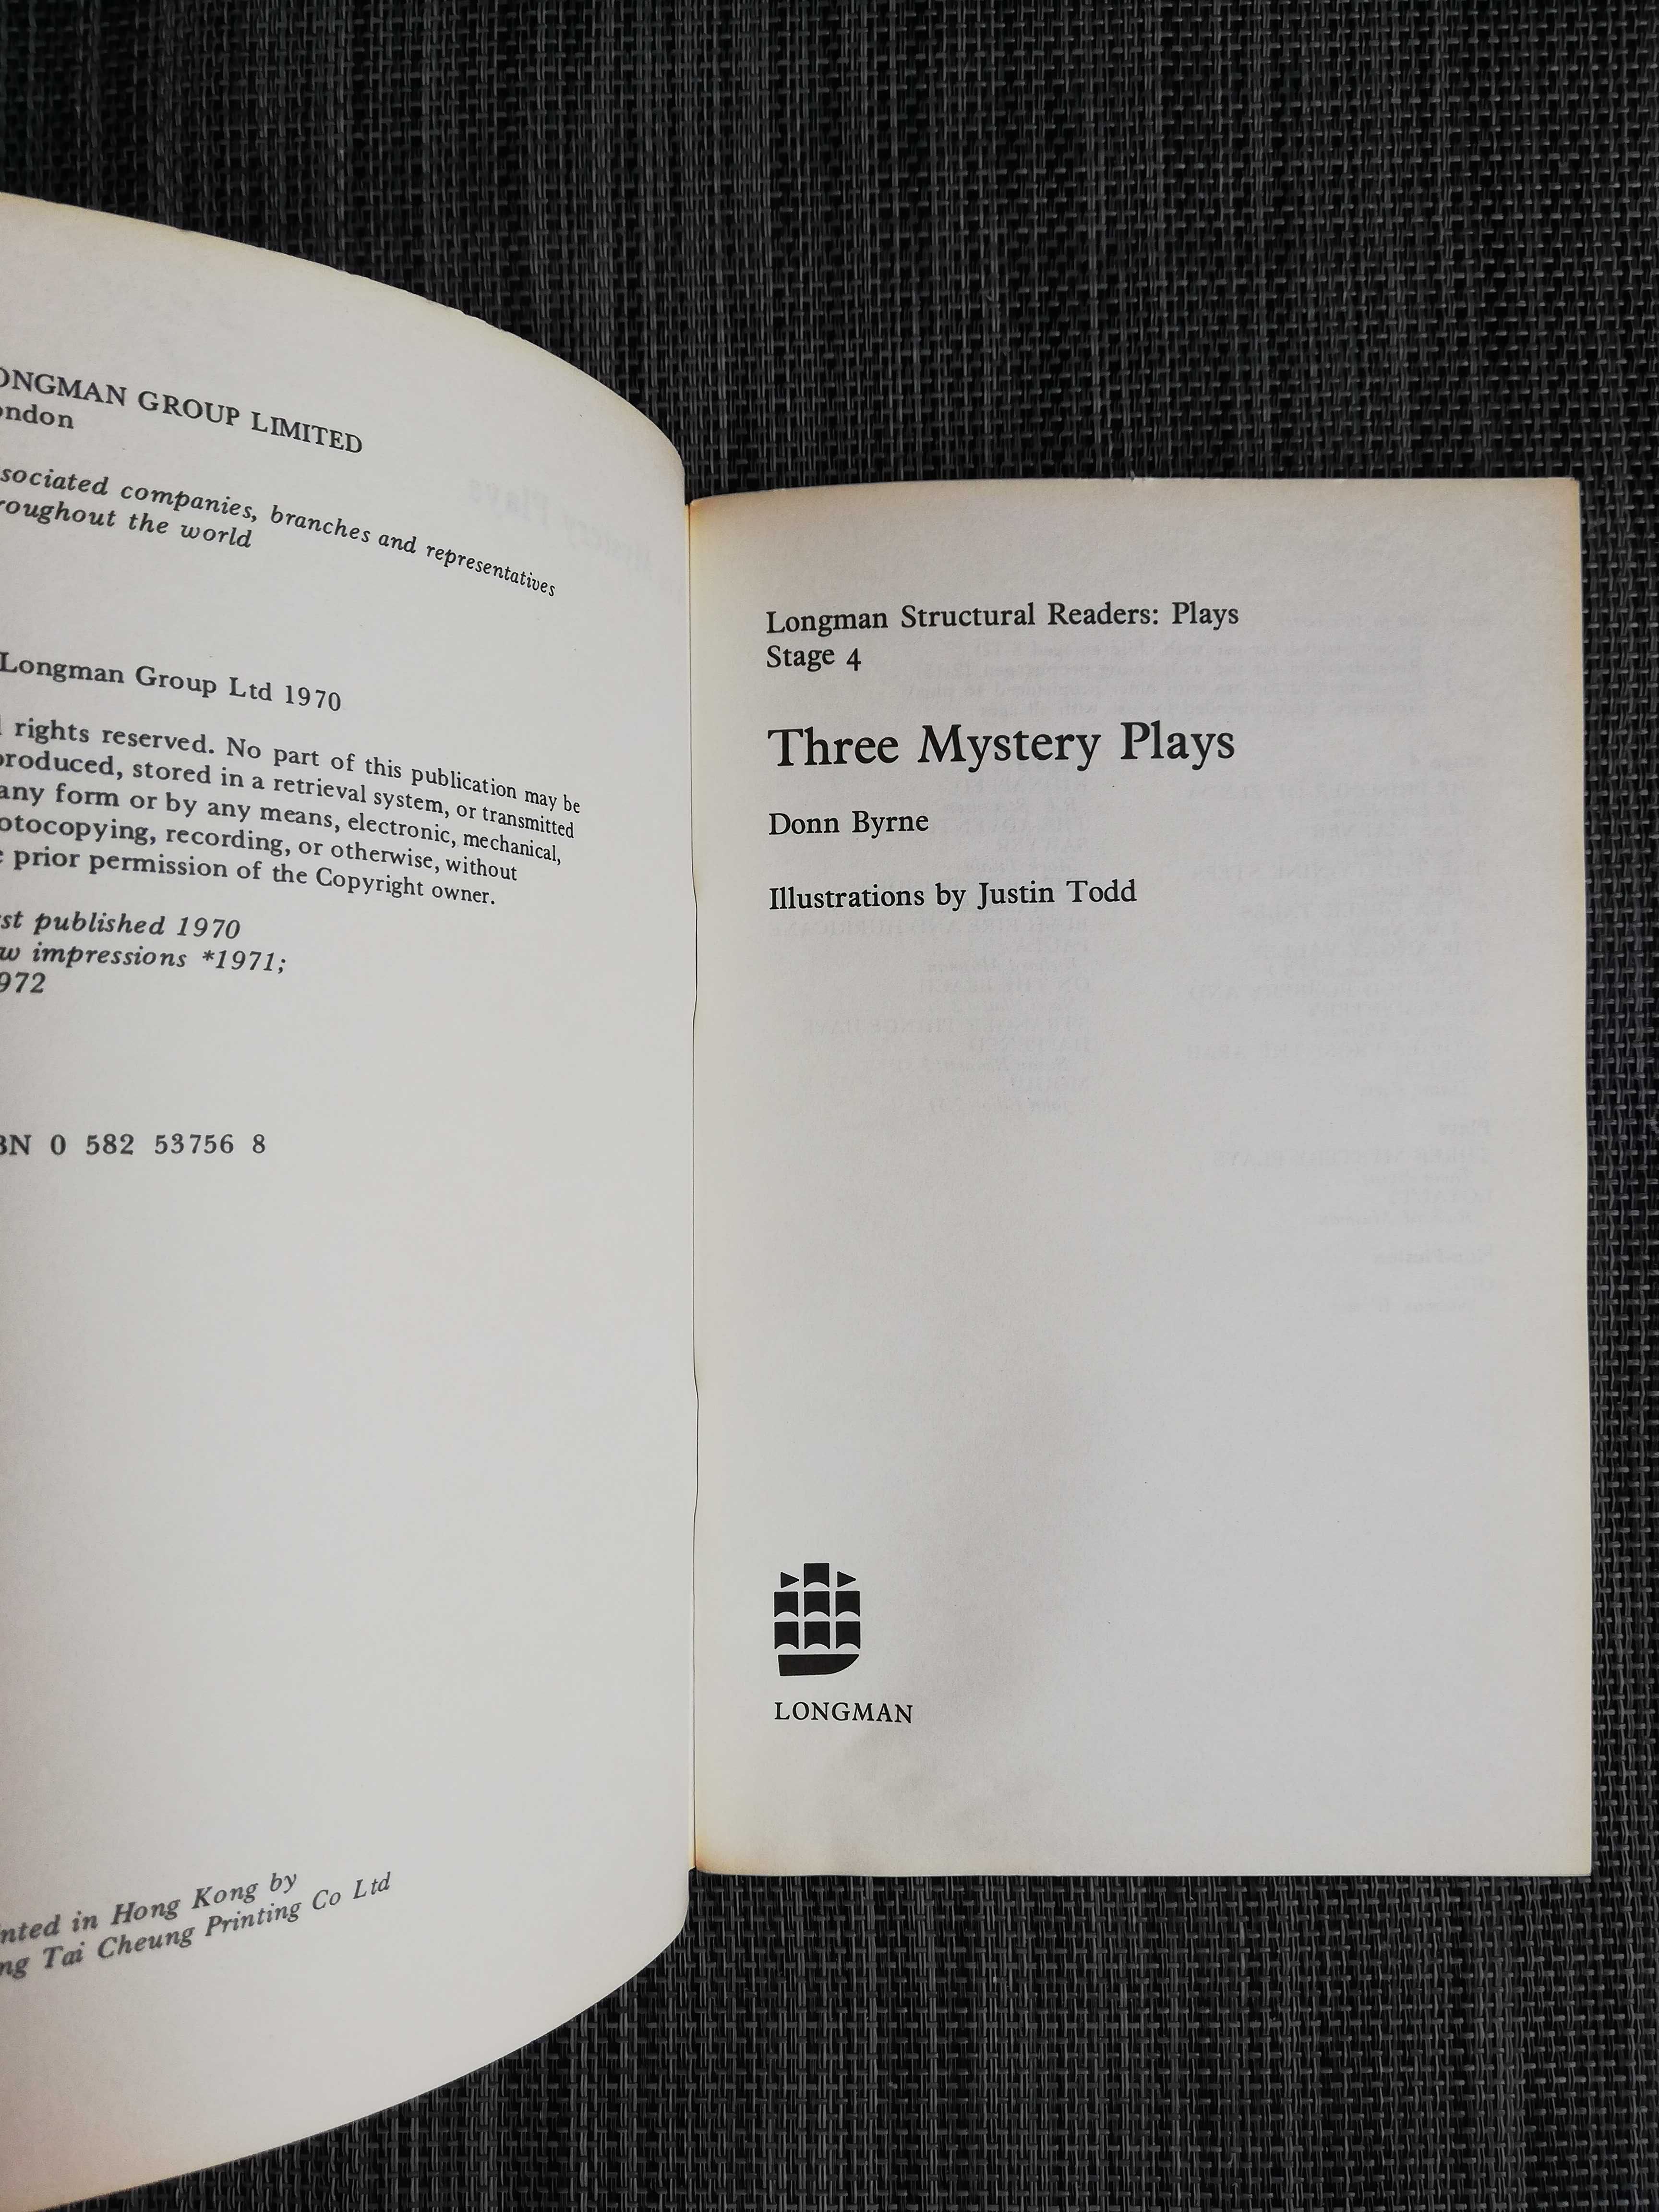 ONGMAN GROUP LIMITED
ondon
sociated companies, branches and representatives
roughout the world
Longman Group Ltd 1970
rights reserved. No part of this publication may be
produced, stored in a retrieval system, or transmitted
any form or by any means, electronic, mechanical,
otocopying, recording, or otherwise, without
prior permission of the Copyright owner.
st published 1970
w impressions *1971;
972
BN 0 582 53756 8
nted in Hong Kong by
ng Tai Cheung Printing Co Ltd
Longman Structural Readers: Plays
Stage 4
Three Mystery Plays
Donn Byrne
Illustrations by Justin Todd
LONGMAN